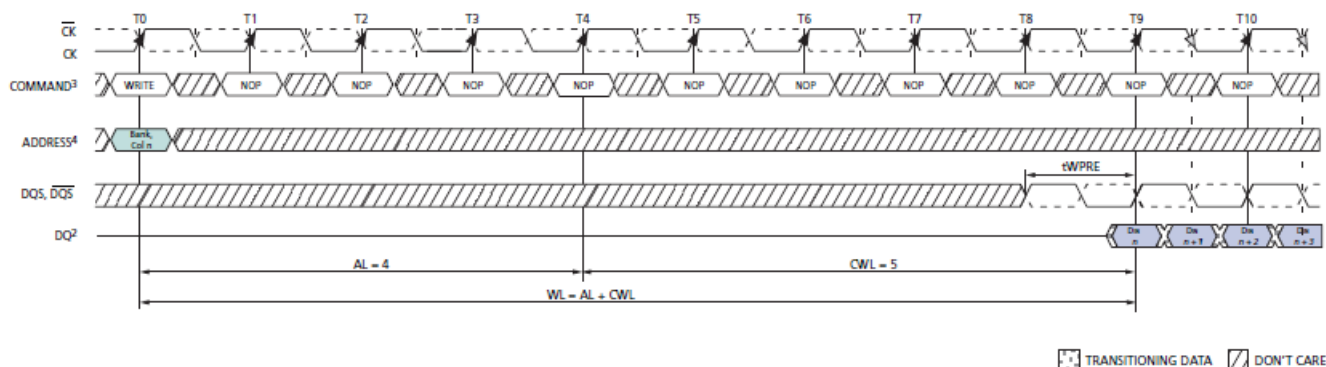 T0 T1 T2 T3 T4 T5 T6 T7 T8 T9 T10
CK
CK
COMMAND³ WRITE NOP NOP NOP NOP NOP NOP NOP NOP NOP NOP
ADDRESS⁴ Bank,
Col n
tWPRE
DQS, DQS
DQ² Din
n Din
n + 1 Din
n + 2 Din
n + 3
AL = 4 CWL = 5
WL = AL + CWL
TRANSITIONING DATA DON'T CARE